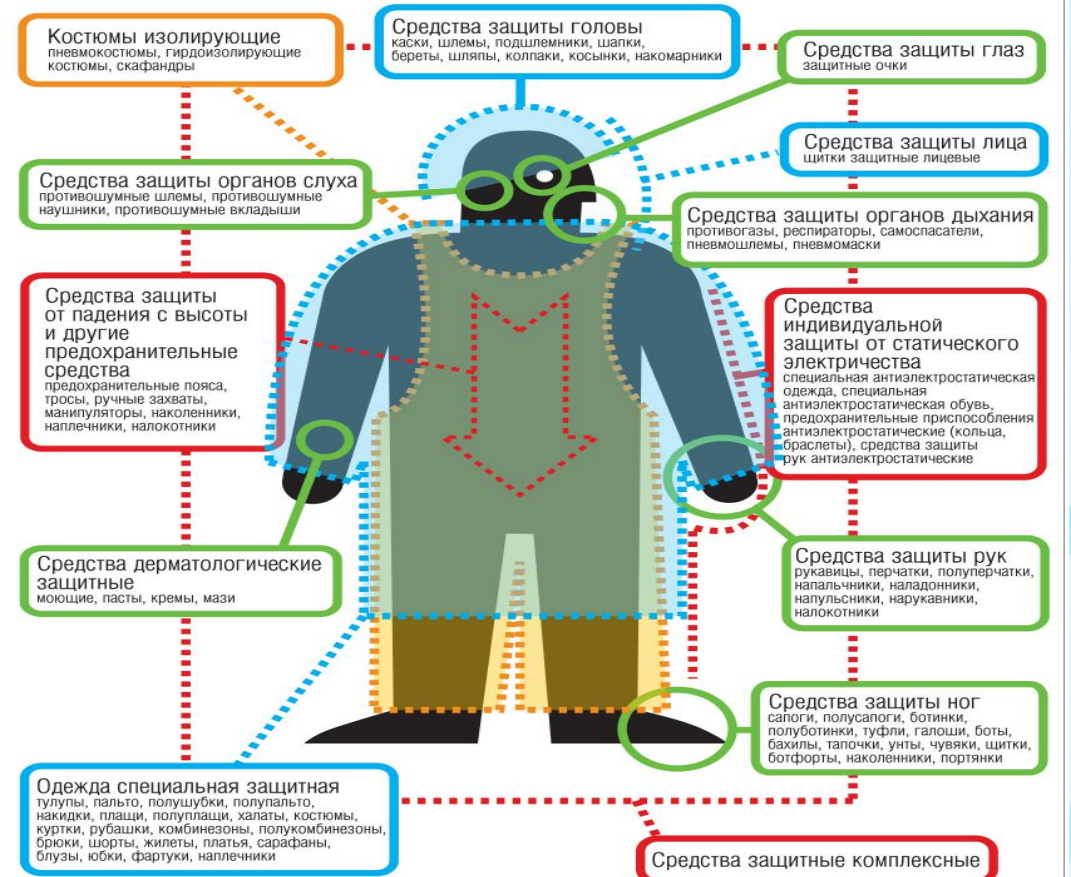 Костюмы изолирующие
пневмокостюмы, гирдоизолирующие
костюмы, скафандры
Средства защиты головы
каски, шлемы, подшлемники, шапки,
береты, шляпы, колпаки, косынки, накомарники
Средства защиты глаз
защитные очки
Средства защиты лица
щитки защитные лицевые
Средства защиты органов слуха
противошумные шлемы, противошумные
наушники, противошумные вкладыши
Средства защиты органов дыхания
противогазы, респираторы, самоспасатели,
пневмошлемы, пневмомаски
Средства защиты
от падения с высоты
и другие
предохранительные
средства
предохранительные пояса,
тросы, ручные захваты,
манипуляторы, наколенники,
наплечники, налокотники
Средства
индивидуальной
защиты от статического
электричества
специальная антиэлектростатическая
одежда, специальная
антиэлектростатическая обувь,
предохранительные приспособления
антиэлектростатические (кольца,
браслеты), средства защиты
рук антиэлектростатические
Средства дерматологические
защитные
моющие, пасты, кремы, мази
Средства защиты рук
рукавицы, перчатки, полуперчатки,
напальчники, наладонники,
напульсники, нарукавники,
налокотники
Средства защиты ног
сапоги, полусапоги, ботинки,
полуботинки, туфли, галоши, боты,
бахилы, тапочки, унты, чувяки, щитки,
ботфорты, наколенники, портянки
Одежда специальная защитная
тулупы, пальто, полушубки, полупальто,
накидки, плащи, полуплащи, халаты, костюмы,
куртки, рубашки, комбинезоны, полукомбинезоны,
брюки, шорты, жилеты, платья, сарафаны,
блузы, юбки, фартуки, наплечники
Средства защитные комплексные